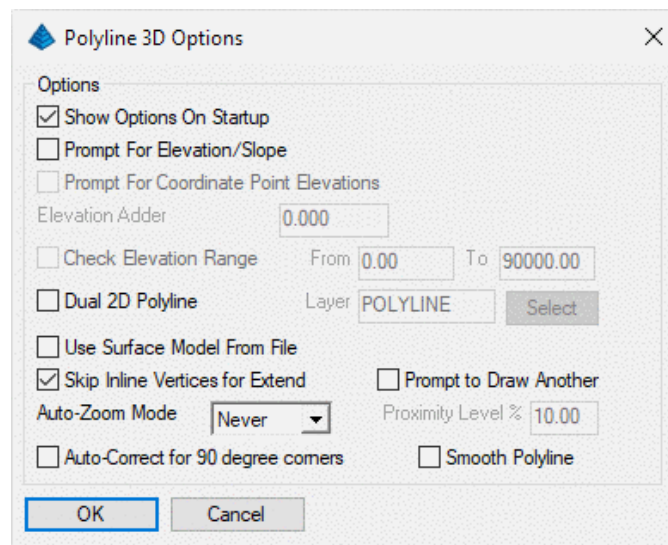 Polyline 3D Options
Options
Show Options On Startup
Prompt For Elevation/Slope
Prompt For Coordinate Point Elevations
Elevation Adder 0.000
Check Elevation Range From 0.00 To 90000.00
Dual 2D Polyline Layer POLYLINE Select
Use Surface Model From File
Skip Inline Vertices for Extend Prompt to Draw Another
Auto-Zoom Mode Never Proximity Level % 10.00
Auto-Correct for 90 degree corners Smooth Polyline
OK Cancel